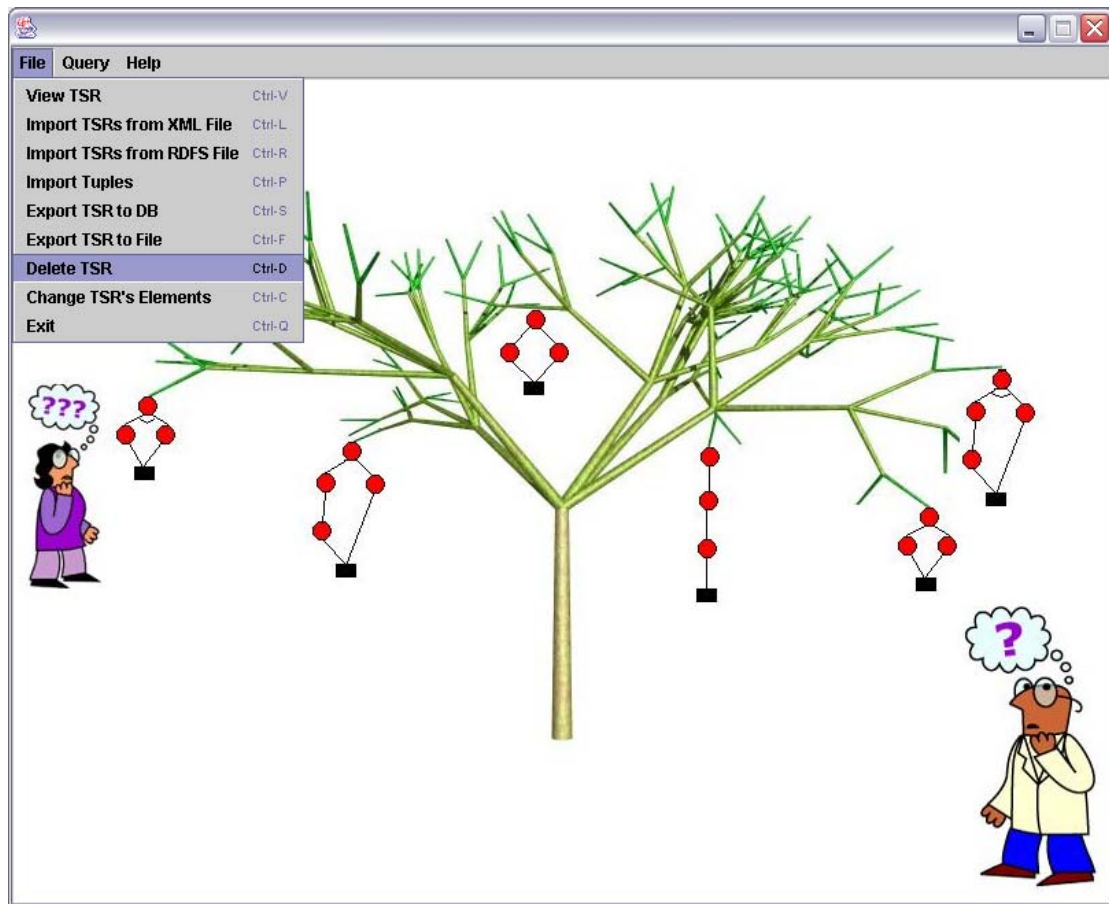 File Query Help
View TSR Ctrl-V
Import TSRs from XML File Ctrl-L
Import TSRs from RDFS File Ctrl-R
Import Tuples Ctrl-P
Export TSR to DB Ctrl-S
Export TSR to File Ctrl-F
Delete TSR Ctrl-D
Change TSR's Elements Ctrl-C
Exit Ctrl-Q
???
?